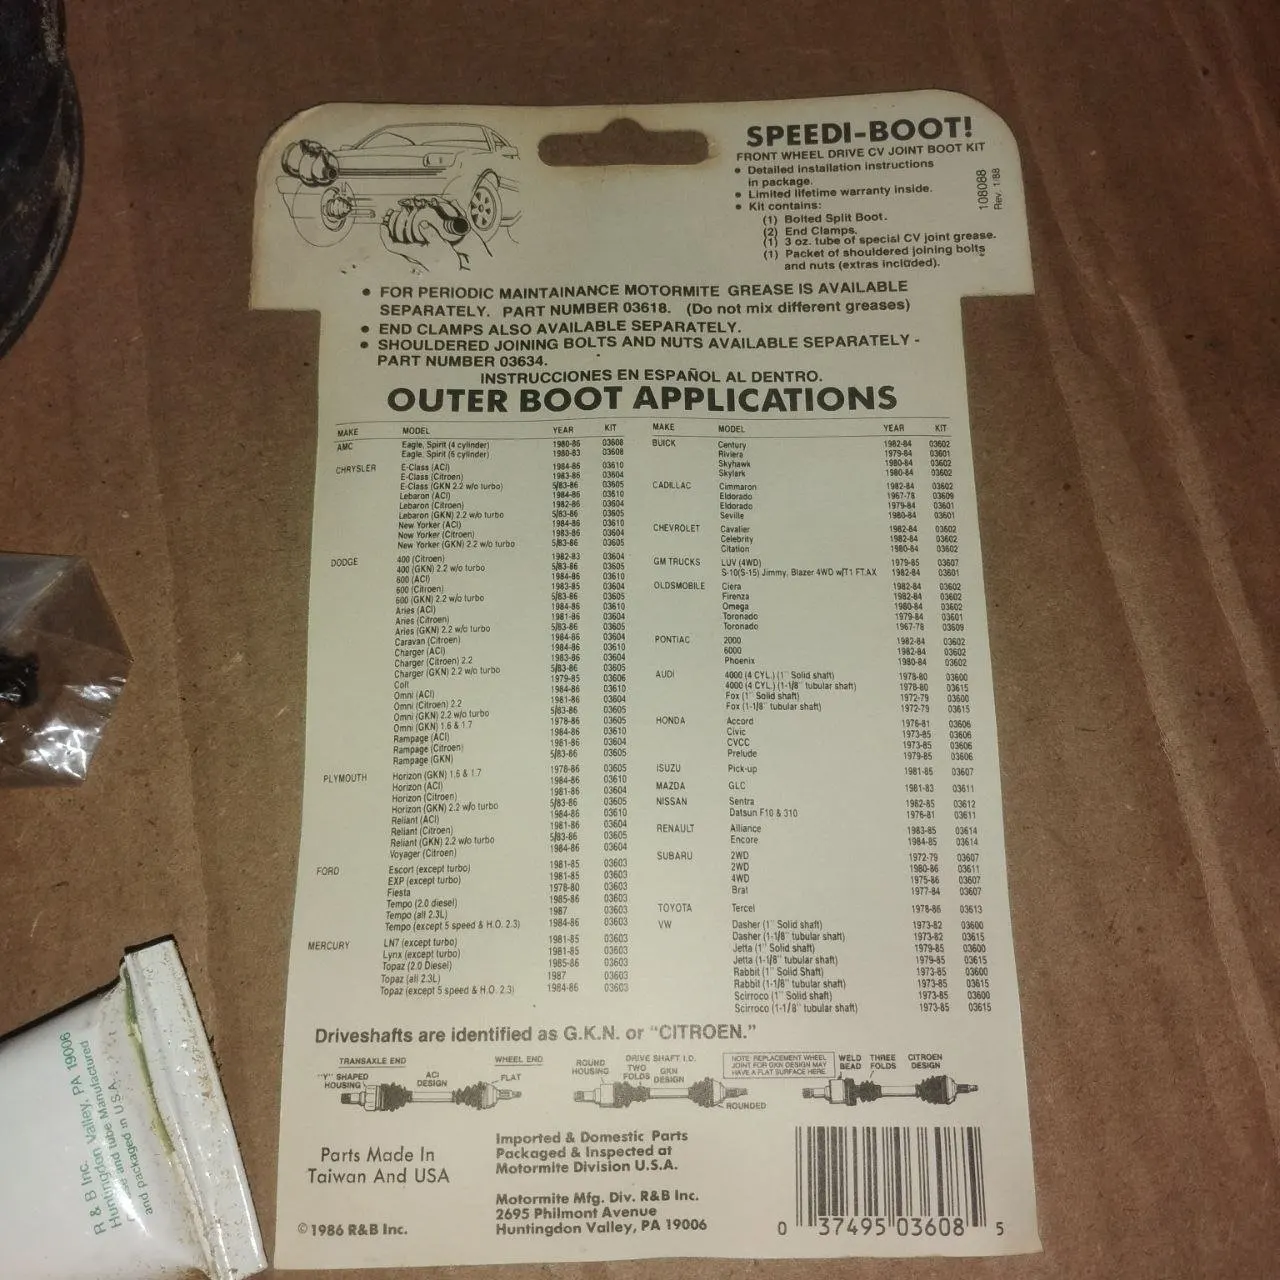 SPEEDI-BOOT!
FRONT WHEEL DRIVE CV JOINT BOOT KIT
• Detailed installation instructions
in package.
• Limited lifetime warranty inside.
• Kit contains:
(1) Bolted Split Boot.
(2) End Clamps.
(1) 3 oz. tube of special CV joint grease.
(1) Packet of shouldered joining bolts
and nuts (extras included).
108088
Rev. 1/88
• FOR PERIODIC MAINTAINANCE MOTORMITE GREASE IS AVAILABLE
SEPARATELY. PART NUMBER 03618. (Do not mix different greases)
• END CLAMPS ALSO AVAILABLE SEPARATELY.
• SHOULDERED JOINING BOLTS AND NUTS AVAILABLE SEPARATELY -
PART NUMBER 03634.
INSTRUCCIONES EN ESPAÑOL AL DENTRO.
OUTER BOOT APPLICATIONS
MAKE MODEL YEAR KIT
AMC Eagle, Spirit (4 cylinder) 1980-86 03608
Eagle, Spirit (6 cylinder) 1980-83 03608
CHRYSLER E-Class (ACI) 1984-86 03610
E-Class (Citroen) 1983-86 03604
E-Class (GKN 2.2 w/o turbo) 5/83-86 03605
Lebaron (ACI) 1984-86 03610
Lebaron (Citroen) 1982-86 03604
Lebaron (GKN) 2.2 w/o turbo 5/83-86 03605
New Yorker (ACI) 1984-86 03610
New Yorker (Citroen) 1983-86 03604
New Yorker (GKN) 2.2 w/o turbo 5/83-86 03605
DODGE 400 (Citroen) 1982-83 03604
400 (GKN) 2.2 w/o turbo 5/83-86 03605
600 (ACI) 1984-86 03610
600 (Citroen) 1983-85 03604
600 (GKN) 2.2 w/o turbo 5/83-86 03605
Aries (ACI) 1984-86 03610
Aries (Citroen) 1981-86 03604
Aries (GKN) 2.2 w/o turbo 5/83-86 03605
Caravan (Citroen) 1984-86 03604
Charger (ACI) 1984-86 03610
Charger (Citroen) 2.2 1983-86 03604
Charger (GKN) 2.2 w/o turbo 5/83-86 03605
Colt 1979-85 03606
Omni (ACI) 1984-86 03610
Omni (Citroen) 2.2 1981-86 03604
Omni (GKN) 2.2 w/o turbo 5/83-86 03605
Omni (GKN) 1.6 & 1.7 1978-86 03605
Rampage (ACI) 1984-86 03610
Rampage (Citroen) 1981-86 03604
Rampage (GKN) 5/83-86 03605
PLYMOUTH Horizon (GKN) 1.6 & 1.7 1978-86 03605
Horizon (ACI) 1984-86 03610
Horizon (Citroen) 1981-86 03604
Horizon (GKN) 2.2 w/o turbo 5/83-86 03605
Reliant (ACI) 1984-86 03610
Reliant (Citroen) 1981-86 03604
Reliant (GKN) 2.2 w/o turbo 5/83-86 03605
Voyager (Citroen) 1984-86 03604
FORD Escort (except turbo) 1981-85 03603
EXP (except turbo) 1981-85 03603
Fiesta 1978-80 03603
Tempo (2.0 diesel) 1985-86 03603
Tempo (all 2.3L) 1987 03603
Tempo (except 5 speed & H.O. 2.3) 1984-86 03603
MERCURY LN7 (except turbo) 1981-85 03603
Lynx (except turbo) 1981-85 03603
Topaz (2.0 Diesel) 1985-86 03603
Topaz (all 2.3L) 1987 03603
Topaz (except 5 speed & H.O. 2.3) 1984-86 03603
MAKE MODEL YEAR KIT
BUICK Century 1982-84 03602
Riviera 1979-84 03601
Skyhawk 1980-84 03602
Skylark 1980-84 03602
CADILLAC Cimmaron 1982-84 03602
Eldorado 1967-78 03609
Eldorado 1979-84 03601
Seville 1980-84 03601
CHEVROLET Cavalier 1982-84 03602
Celebrity 1982-84 03602
Citation 1980-84 03602
GM TRUCKS LUV (4WD) 1979-85 03607
S-10(S-15) Jimmy, Blazer 4WD w/T1 FT.AX 1982-84 03601
OLDSMOBILE Ciera 1982-84 03602
Firenza 1982-84 03602
Omega 1980-84 03602
Toronado 1979-84 03601
Toronado 1967-78 03609
PONTIAC 2000 1982-84 03602
6000 1982-84 03602
Phoenix 1980-84 03602
AUDI 4000 (4 CYL.) (1" Solid shaft) 1978-80 03600
4000 (4 CYL.) (1-1/8" tubular shaft) 1978-80 03615
Fox (1" Solid shaft) 1972-79 03600
Fox (1-1/8" tubular shaft) 1972-79 03615
HONDA Accord 1976-81 03606
Civic 1973-85 03606
CVCC 1973-85 03606
Prelude 1979-85 03606
ISUZU Pick-up 1981-85 03607
MAZDA GLC 1981-83 03611
NISSAN Sentra 1982-85 03612
Datsun F10 & 310 1976-81 03611
RENAULT Alliance 1983-85 03614
Encore 1984-85 03614
SUBARU 2WD 1972-79 03607
2WD 1980-86 03611
4WD 1975-86 03607
Brat 1977-84 03607
TOYOTA Tercel 1978-86 03613
VW Dasher (1" Solid shaft) 1973-82 03600
Dasher (1-1/8" tubular shaft) 1973-82 03615
Jetta (1" Solid shaft) 1979-85 03600
Jetta (1-1/8" tubular shaft) 1979-85 03615
Rabbit (1" Solid Shaft) 1973-85 03600
Rabbit (1-1/8" tubular shaft) 1973-85 03615
Scirroco (1" Solid shaft) 1973-85 03600
Scirroco (1-1/8" tubular shaft) 1973-85 03615
Driveshafts are identified as G.K.N. or "CITROEN."
TRANSAXLE END
WHEEL END
"Y" SHAPED
HOUSING
ACI
DESIGN
FLAT
ROUND
HOUSING
DRIVE SHAFT I.D.
TWO
FOLDS
GKN
DESIGN
ROUNDED
NOTE: REPLACEMENT WHEEL
JOINT FOR GKN DESIGN MAY
HAVE A FLAT SURFACE HERE.
WELD
BEAD
THREE
FOLDS
CITROEN
DESIGN
Parts Made In
Taiwan And USA
© 1986 R&B Inc.
Imported & Domestic Parts
Packaged & Inspected at
Motormite Division U.S.A.
Motormite Mfg. Div. R&B Inc.
2695 Philmont Avenue
Huntingdon Valley, PA 19006
0 37495 03608 5
R & B Inc.
Huntingdon Valley, PA 19006
and tube Manufactured
and packaged in U.S.A.